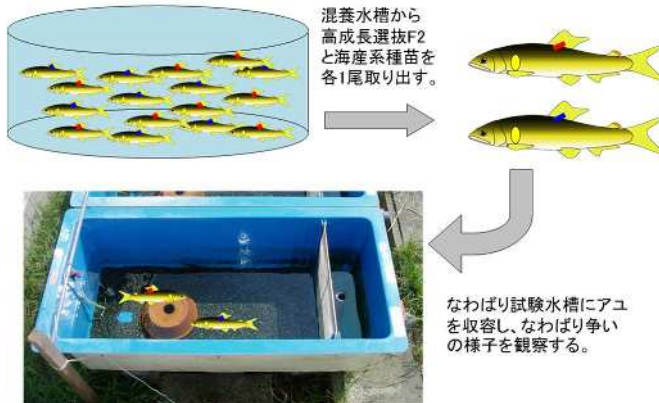 混養水槽から
高成長選抜F2
と海産系種苗を
各1尾取り出す。
なわばり試験水槽にアユ
を収容し、なわばり争い
の様子を観察する。